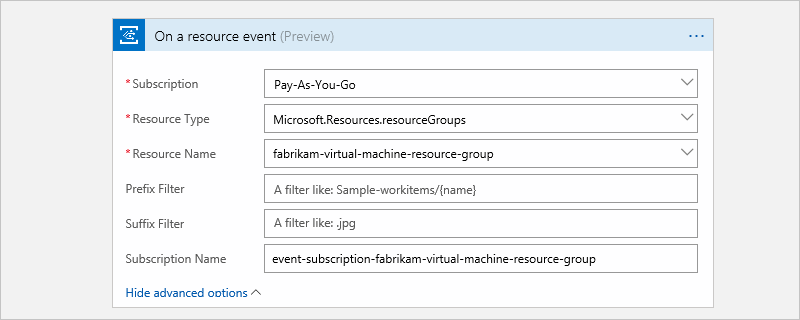 On a resource event (Preview) ...
* Subscription Pay-As-You-Go
* Resource Type Microsoft.Resources.resourceGroups
* Resource Name fabrikam-virtual-machine-resource-group
Prefix Filter A filter like: Sample-workitems/{name}
Suffix Filter A filter like: .jpg
Subscription Name event-subscription-fabrikam-virtual-machine-resource-group
Hide advanced options